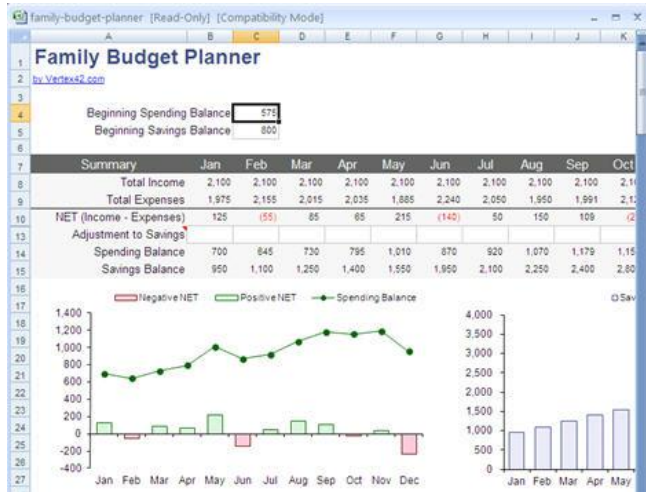 family-budget-planner [Read-Only] [Compatibility Mode]
A B C D E F G H I J K
1 Family Budget Planner
2 by Vertex42.com
3
4 Beginning Spending Balance 575
5 Beginning Savings Balance 800
6
7 Summary Jan Feb Mar Apr May Jun Jul Aug Sep Oct
8 Total Income 2,100 2,100 2,100 2,100 2,100 2,100 2,100 2,100 2,100
9 Total Expenses 1,975 2,155 2,015 2,035 1,885 2,240 2,050 1,950 1,991
10 NET (Income - Expenses) 125 (55) 85 65 215 (140) 50 150 109
13 Adjustment to Savings
14 Spending Balance 700 645 730 795 1,010 870 920 1,070 1,179
15 Savings Balance 950 1,100 1,250 1,400 1,550 1,950 2,100 2,250 2,400
16
17
18
19
20
21
22
23
24
25
26
27
Negative NET Positive NET Spending Balance
1,400
1,200
1,000
800
600
400
200
0
-200
-400
Jan Feb Mar Apr May Jun Jul Aug Sep Oct Nov Dec
4,000
3,500
3,000
2,500
2,000
1,500
1,000
500
0
Jan Feb Mar Apr May